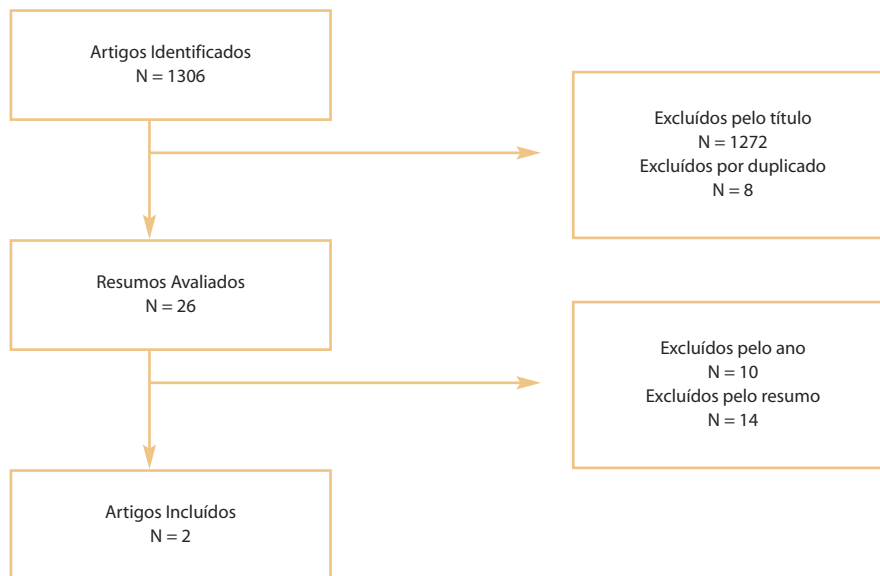 Artigos Identificados
N = 1306
Excluídos pelo título
N = 1272
Excluídos por duplicado
N = 8
Resumos Avaliados
N = 26
Excluídos pelo ano
N = 10
Excluídos pelo resumo
N = 14
Artigos Incluídos
N = 2